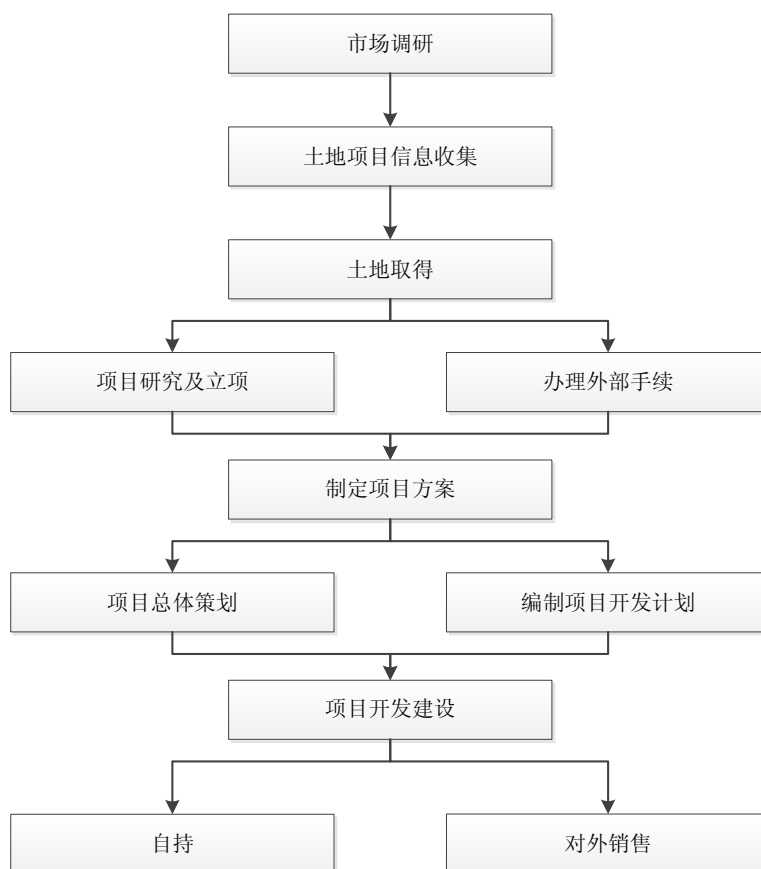 市场调研
土地项目信息收集
土地取得
项目研究及立项
办理外部手续
制定项目方案
项目总体策划
编制项目开发计划
项目开发建设
自持
对外销售